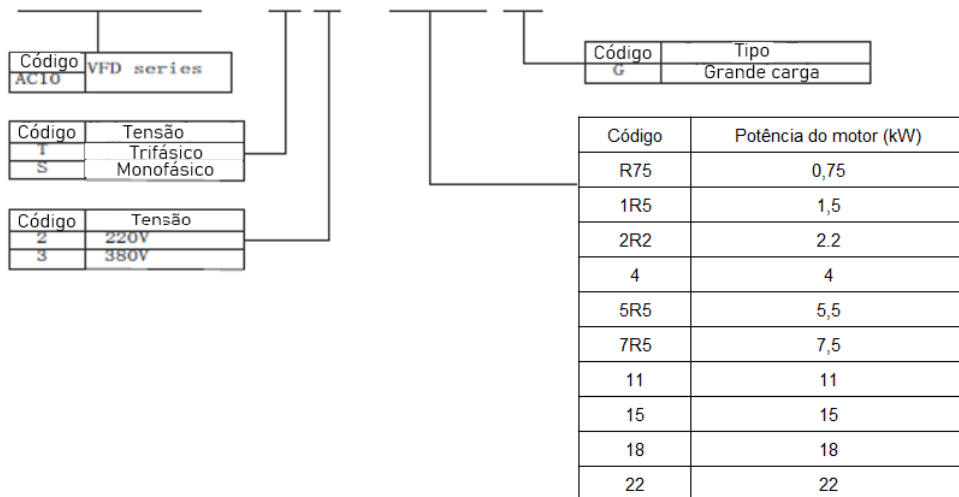 Código VFD series
AC10
Código Tipo
G Grande carga
Código Tensão
T Trifásico
S Monofásico
Código Tensão
2 220V
3 380V
Código Potência do motor (kW)
R75 0,75
1R5 1,5
2R2 2.2
4 4
5R5 5,5
7R5 7,5
11 11
15 15
18 18
22 22